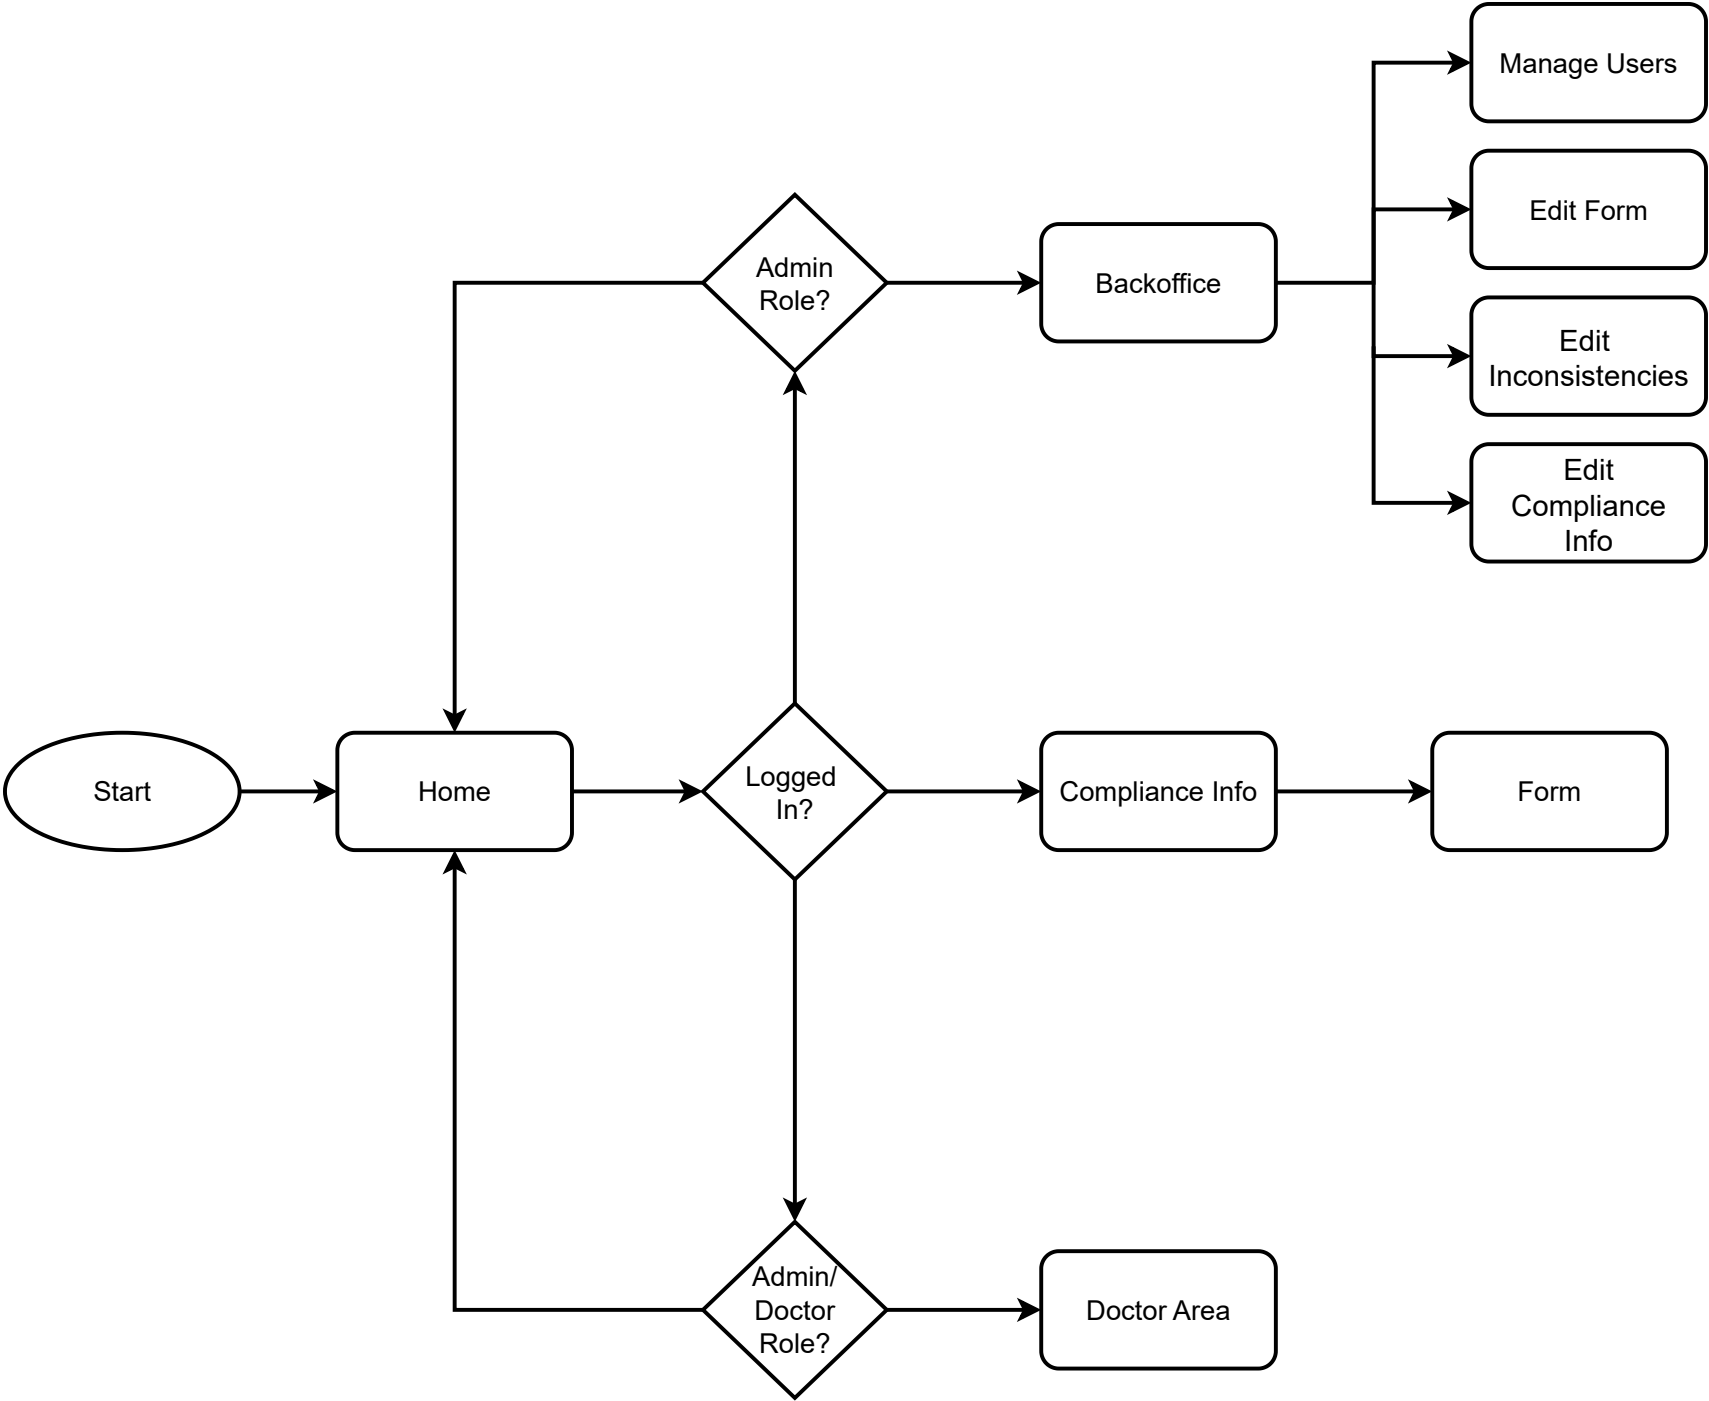 Manage Users
Edit Form
Admin
Role?
Backoffice
Edit
Inconsistencies
Edit
Compliance
Info
Start
Home
Logged
In?
Compliance Info
Form
Admin/
Doctor
Role?
Doctor Area